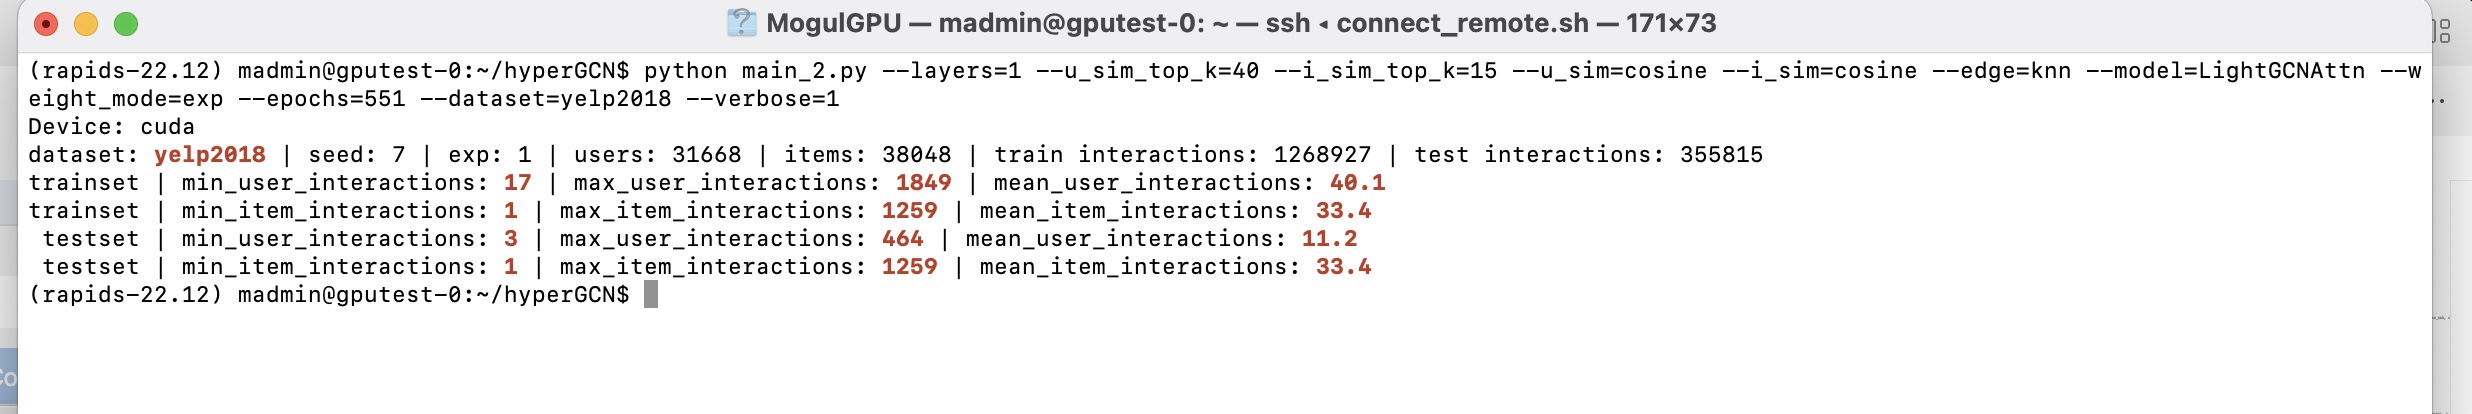 MogulGPU — madmin@gputest-0: ~ — ssh ◂ connect_remote.sh — 171×73
(rapids-22.12) madmin@gputest-0:~/hyperGCN$ python main_2.py --layers=1 --u_sim_top_k=40 --i_sim_top_k=15 --u_sim=cosine --i_sim=cosine --edge=knn --model=LightGCNAttn --w
eight_mode=exp --epochs=551 --dataset=yelp2018 --verbose=1
Device: cuda
dataset: yelp2018 | seed: 7 | exp: 1 | users: 31668 | items: 38048 | train interactions: 1268927 | test interactions: 355815
trainset | min_user_interactions: 17 | max_user_interactions: 1849 | mean_user_interactions: 40.1
trainset | min_item_interactions: 1 | max_item_interactions: 1259 | mean_item_interactions: 33.4
 testset | min_user_interactions: 3 | max_user_interactions: 464 | mean_user_interactions: 11.2
 testset | min_item_interactions: 1 | max_item_interactions: 1259 | mean_item_interactions: 33.4
(rapids-22.12) madmin@gputest-0:~/hyperGCN$